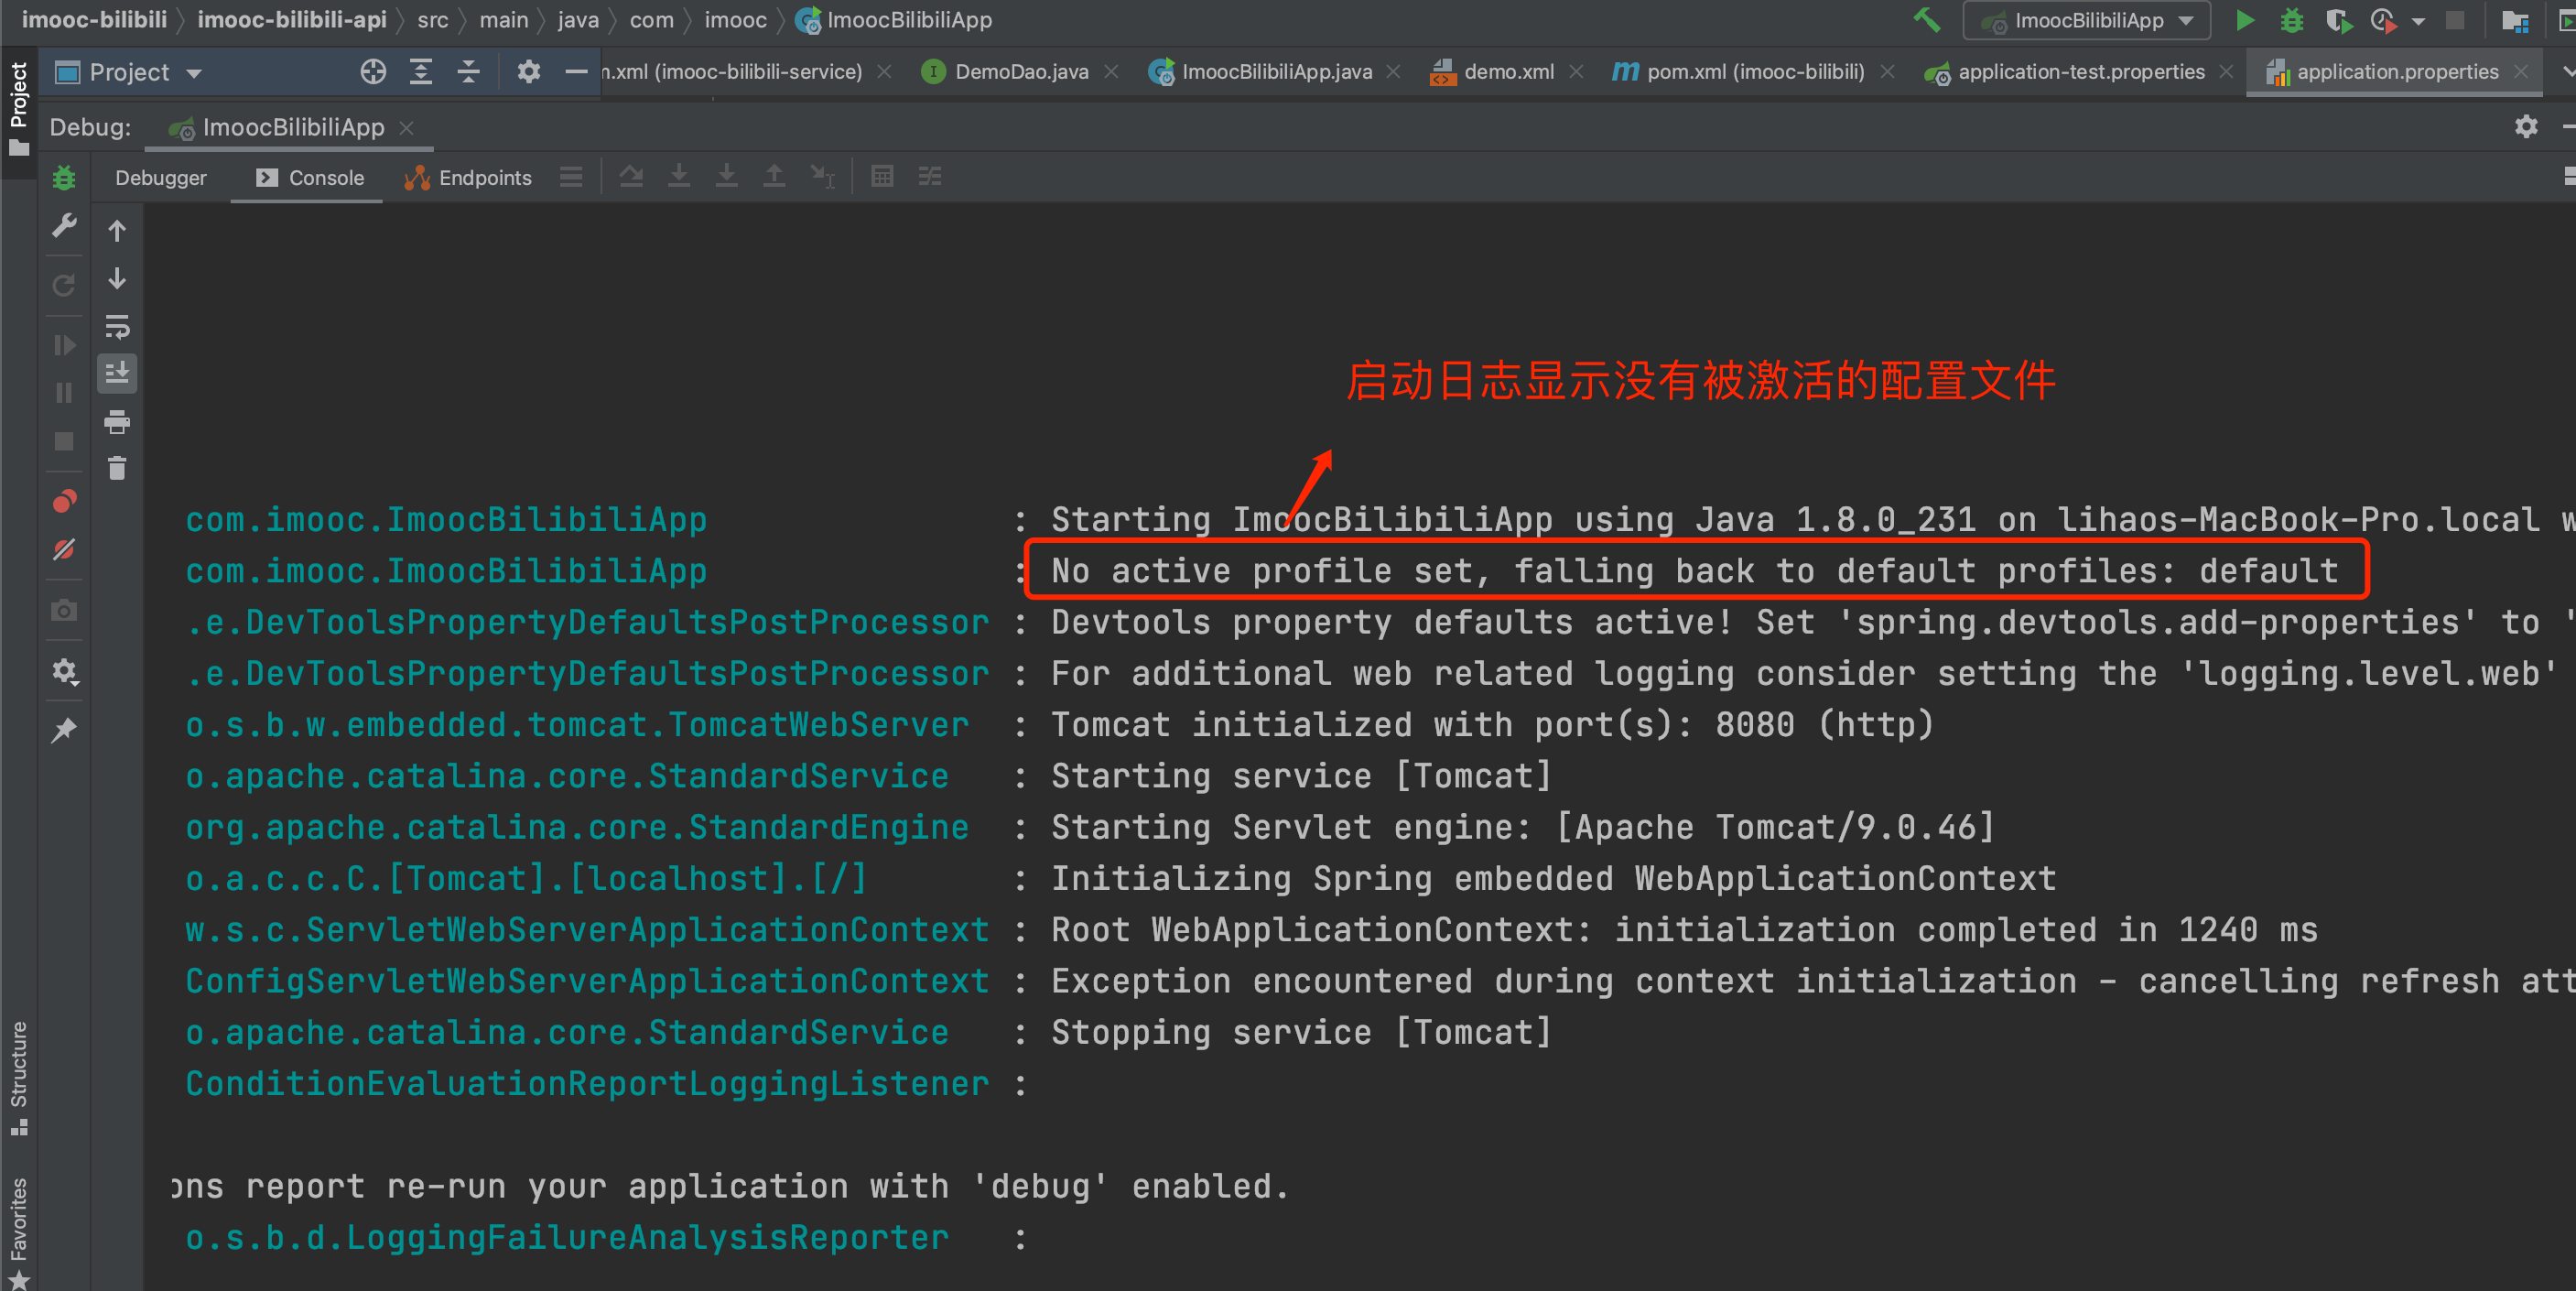 imooc-bilibili imooc-bilibili-api src main java com imooc ImoocBilibiliApp ImoocBilibiliApp
Project n.xml (imooc-bilibili-service) DemoDao.java ImoocBilibiliApp.java demo.xml pom.xml (imooc-bilibili) application-test.properties application.properties
Project
Debug: ImoocBilibiliApp
Debugger Console Endpoints
启动日志显示没有被激活的配置文件
com.imooc.ImoocBilibiliApp : Starting ImoocBilibiliApp using Java 1.8.0_231 on lihaos-MacBook-Pro.local w
com.imooc.ImoocBilibiliApp : No active profile set, falling back to default profiles: default
.e.DevToolsPropertyDefaultsPostProcessor : Devtools property defaults active! Set 'spring.devtools.add-properties' to '
.e.DevToolsPropertyDefaultsPostProcessor : For additional web related logging consider setting the 'logging.level.web'
o.s.b.w.embedded.tomcat.TomcatWebServer : Tomcat initialized with port(s): 8080 (http)
o.apache.catalina.core.StandardService : Starting service [Tomcat]
org.apache.catalina.core.StandardEngine : Starting Servlet engine: [Apache Tomcat/9.0.46]
o.a.c.c.C.[Tomcat].[localhost].[/] : Initializing Spring embedded WebApplicationContext
w.s.c.ServletWebServerApplicationContext : Root WebApplicationContext: initialization completed in 1240 ms
ConfigServletWebServerApplicationContext : Exception encountered during context initialization - cancelling refresh att
o.apache.catalina.core.StandardService : Stopping service [Tomcat]
ConditionEvaluationReportLoggingListener :
ons report re-run your application with 'debug' enabled.
o.s.b.d.LoggingFailureAnalysisReporter :
Structure
Favorites